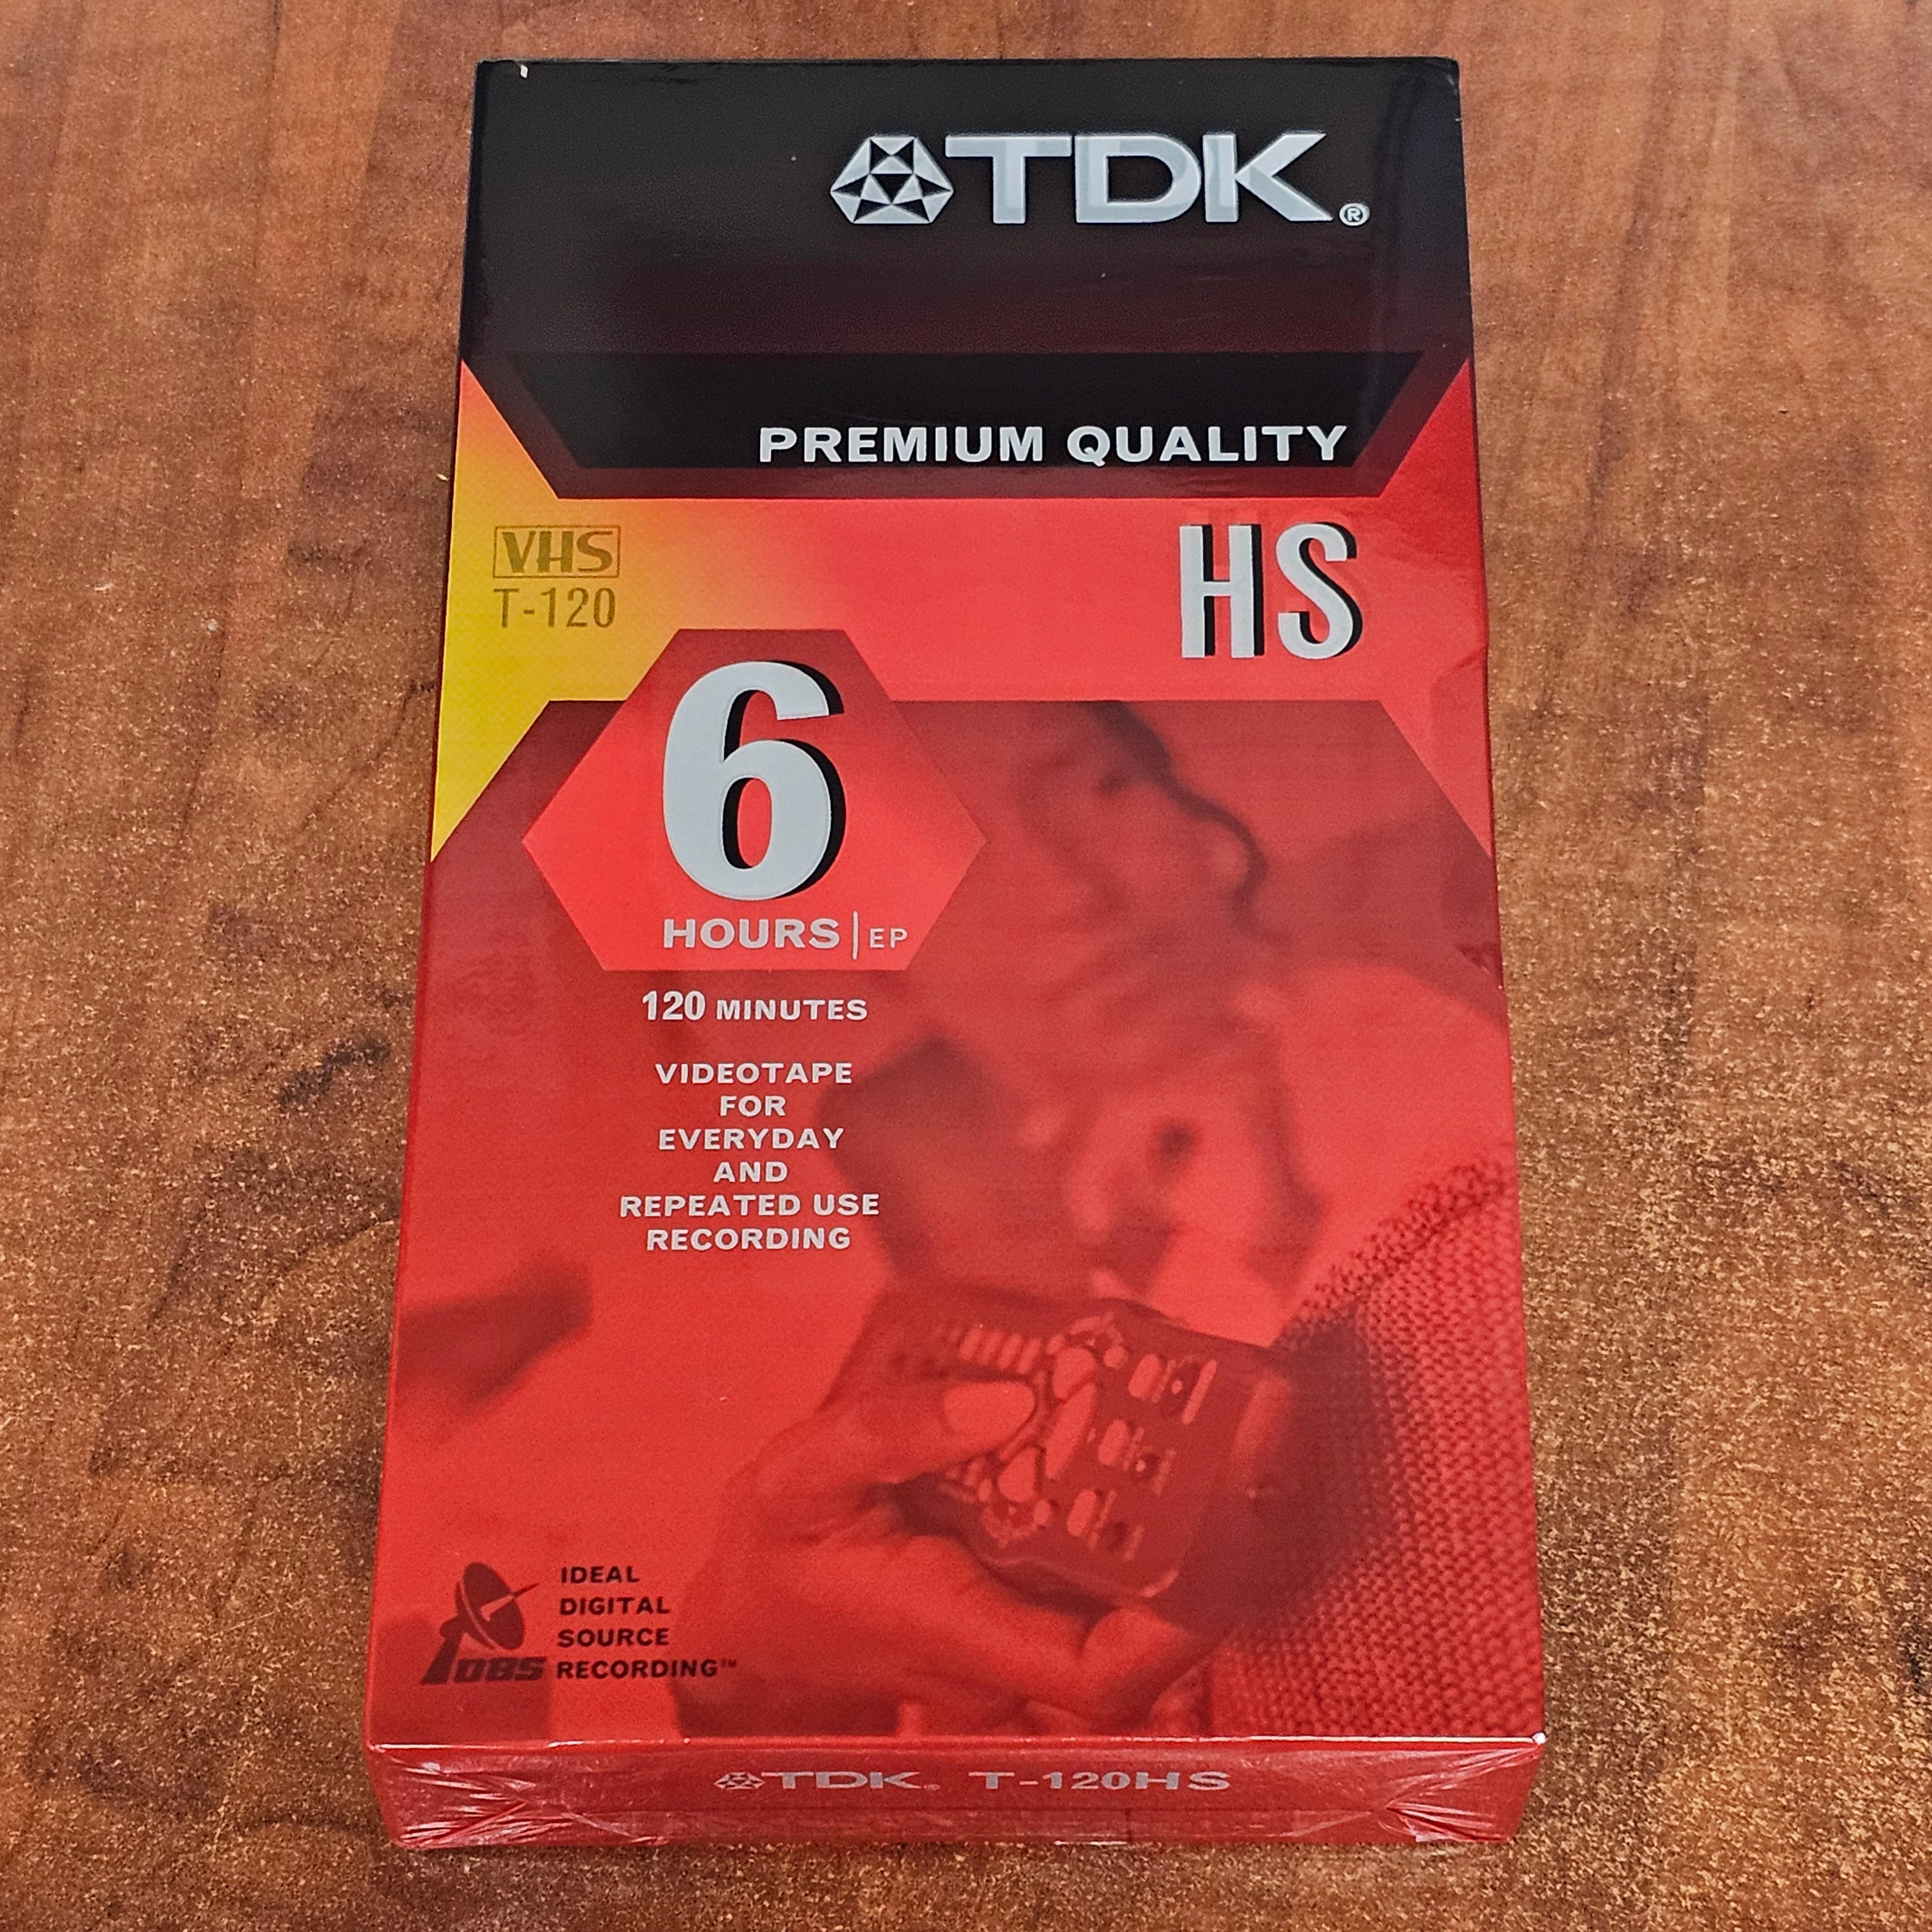 TDK®
PREMIUM QUALITY
VHS
T-120
HS
6
HOURS | EP
120 MINUTES
VIDEOTAPE
FOR
EVERYDAY
AND
REPEATED USE
RECORDING
IDEAL
DIGITAL
SOURCE
RECORDING™
IDBS
TDK® T-120HS